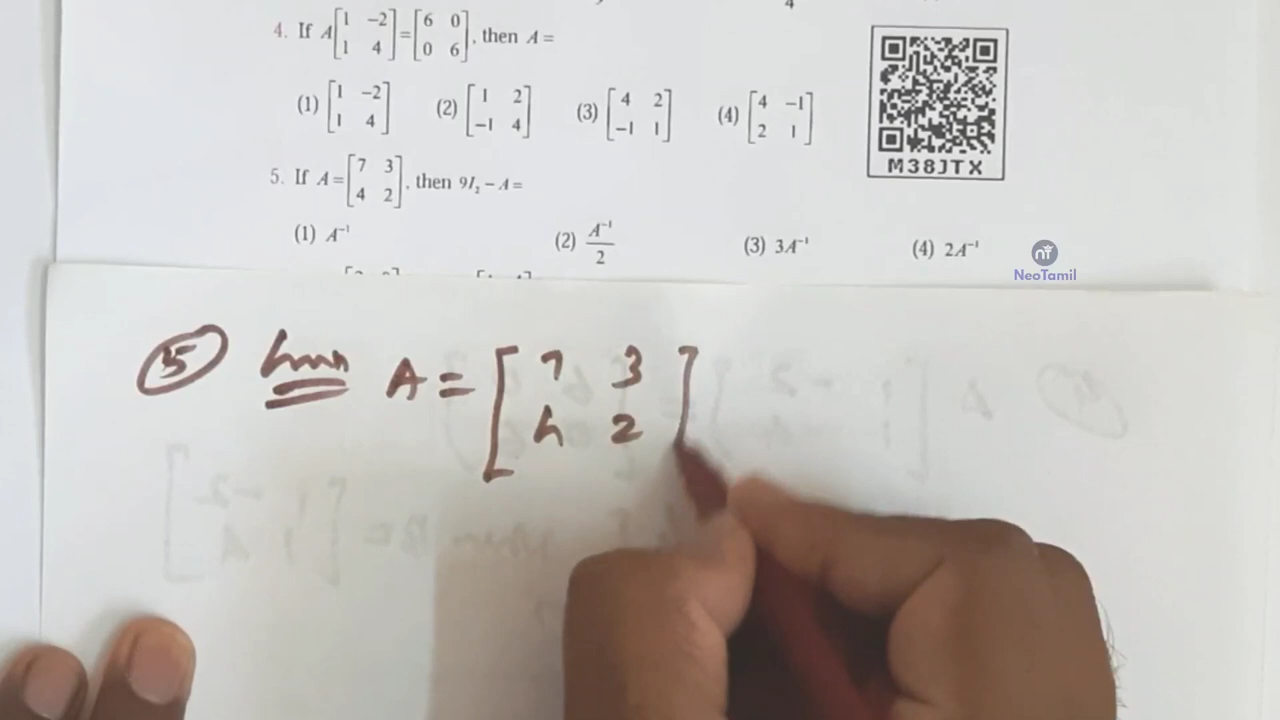 4. If A [1 -2] = [6 0], then A =
[1 4] [0 6]
(1) [1 -2] (2) [1 2] (3) [4 2] (4) [4 -1]
[1 4] [-1 4] [-1 1] [2 1]
M38JTX
5. If A = [7 3], then 9I₂ – A =
[4 2]
(1) A⁻¹ (2) A⁻¹/2 (3) 3A⁻¹ (4) 2A⁻¹
NeoTamil
5 A = [7 3]
[4 2]